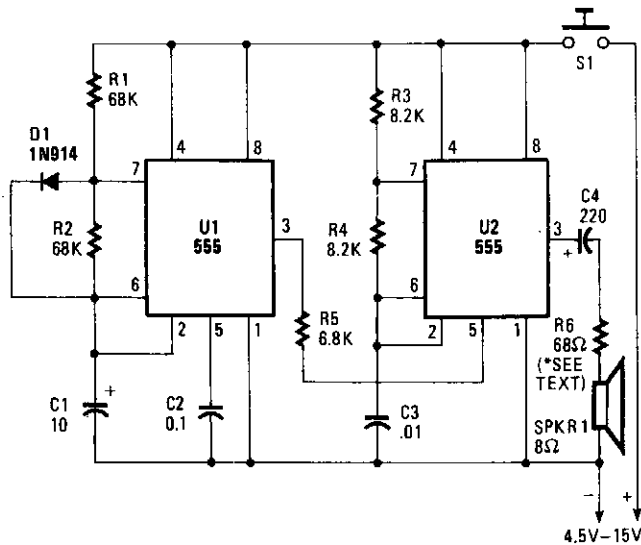 S1
R1
68K
R3
8.2K
D1
1N914
4
8
4
8
7
7
C4
220
R2
68K
U1
555
3
R4
8.2K
U2
555
3
+
6
6
R5
6.8K
R6
68Ω
(*SEE
TEXT)
2
5
1
2
5
1
C1
10
+
C2
0.1
C3
.01
SPKR1
8Ω
−
+
4.5V–15V